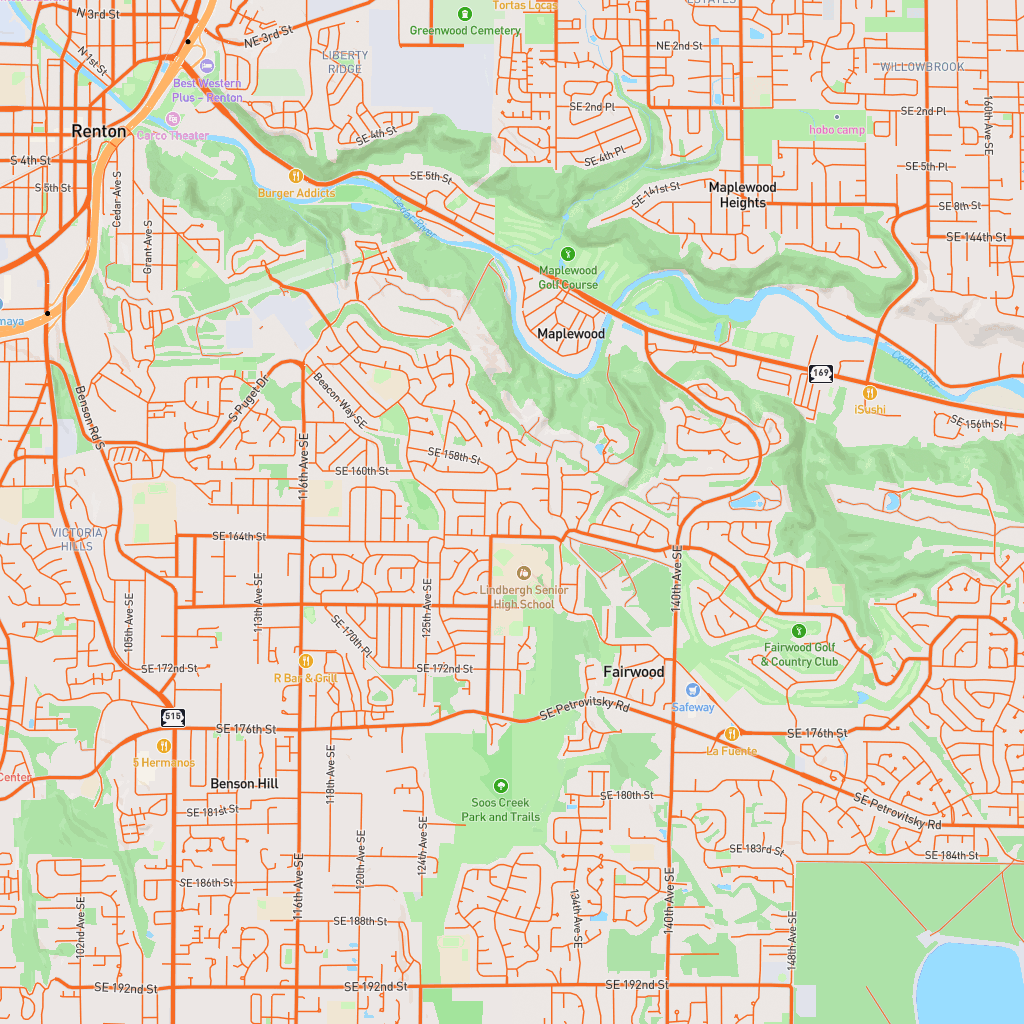 N 3rd St
NE 3rd St
Tortas Locas
Greenwood Cemetery
ESTATES
NE 2nd St
LIBERTY
RIDGE
WILLOWBROOK
N 1st St
Best Western
Plus – Renton
Renton
Carco Theater
SE 2nd Pl
SE 2nd Pl
hobo camp
160th Ave SE
SE 4th St
SE 4th Pl
S 4th St
S 5th St
Cedar Ave S
Burger Addicts
SE 5th St
SE 5th Pl
SE 141st St
Maplewood
Heights
SE 8th St
Grant Ave S
Cedar River
SE 144th St
Maplewood
Golf Course
maya
Maplewood
Cedar River
169
iSushi
SE 156th St
S Puget Dr
Beacon Way SE
Benson Rd S
116th Ave SE
SE 158th St
SE 160th St
VICTORIA
HILLS
SE 164th St
140th Ave SE
Lindbergh Senior
High School
105th Ave SE
113th Ave SE
125th Ave SE
SE 170th Pl
Fairwood Golf
& Country Club
SE 172nd St
R Bar & Grill
SE 172nd St
Fairwood
Safeway
515
SE Petrovitsky Rd
SE 176th St
SE 176th St
La Fuente
5 Hermanos
Center
Benson Hill
118th Ave SE
Soos Creek
Park and Trails
SE 180th St
SE Petrovitsky Rd
SE 181st St
120th Ave SE
124th Ave SE
SE 183rd St
SE 184th St
SE 186th St
116th Ave SE
140th Ave SE
102nd Ave SE
SE 188th St
134th Ave SE
148th Ave SE
SE 192nd St
SE 192nd St
SE 192nd St